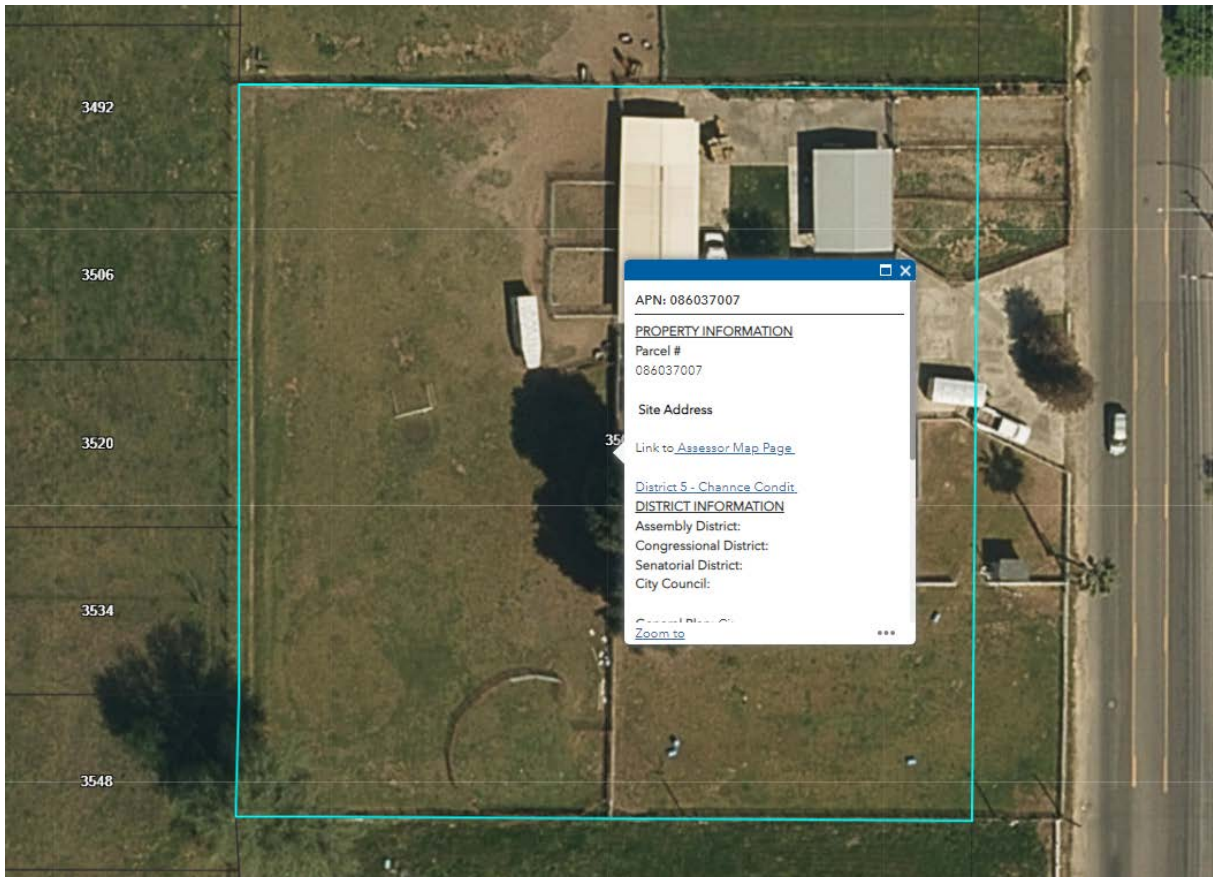 3492
3506
3520
3534
3548
APN: 086037007
PROPERTY INFORMATION
Parcel #
086037007
Site Address
Link to Assessor Map Page
District 5 - Channce Condit
DISTRICT INFORMATION
Assembly District:
Congressional District:
Senatorial District:
City Council:
Zoom to